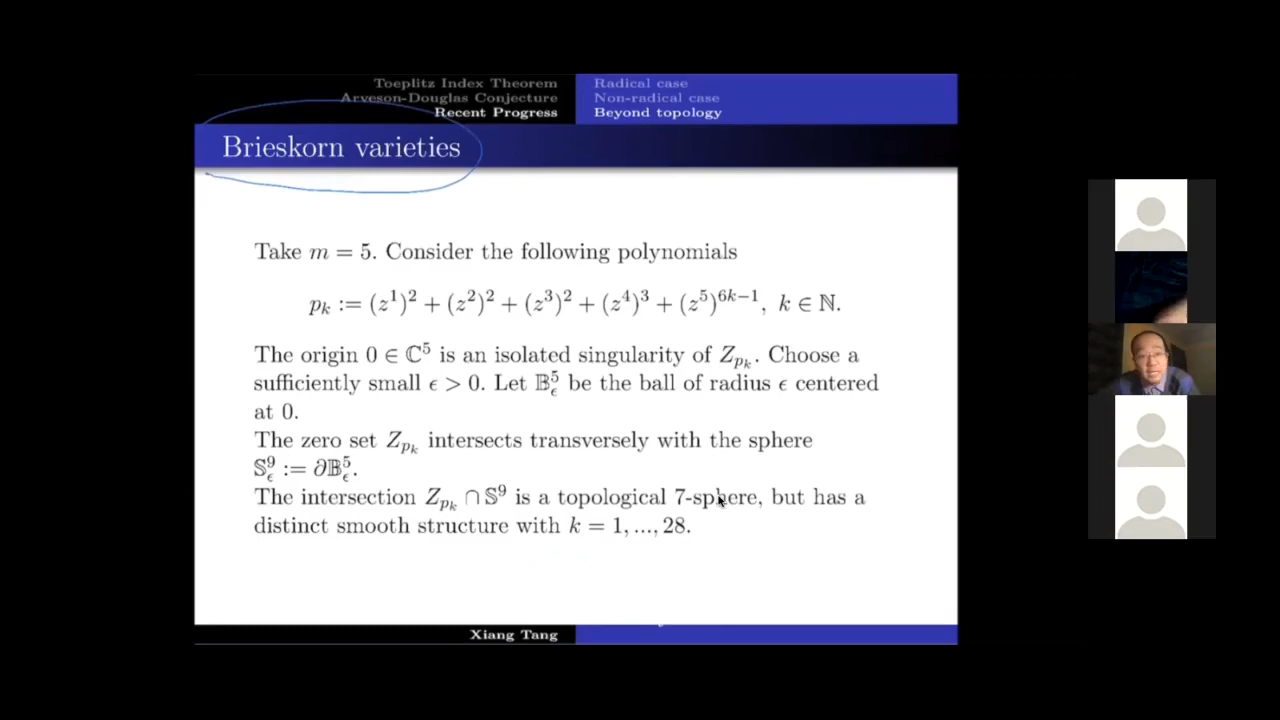 Toeplitz Index Theorem
Arveson-Douglas Conjecture
Recent Progress
Radical case
Non-radical case
Beyond topology
Brieskorn varieties
Take m = 5. Consider the following polynomials
p_k := (z^1)^2 + (z^2)^2 + (z^3)^2 + (z^4)^3 + (z^5)^{6k−1}, k ∈ ℕ.
The origin 0 ∈ ℂ^5 is an isolated singularity of Z_{p_k}. Choose a
sufficiently small ϵ > 0. Let 𝔹^5_ϵ be the ball of radius ϵ centered
at 0.
The zero set Z_{p_k} intersects transversely with the sphere
𝕊^9_ϵ := ∂𝔹^5_ϵ.
The intersection Z_{p_k} ∩ 𝕊^9 is a topological 7-sphere, but has a
distinct smooth structure with k = 1, ..., 28.
Xiang Tang